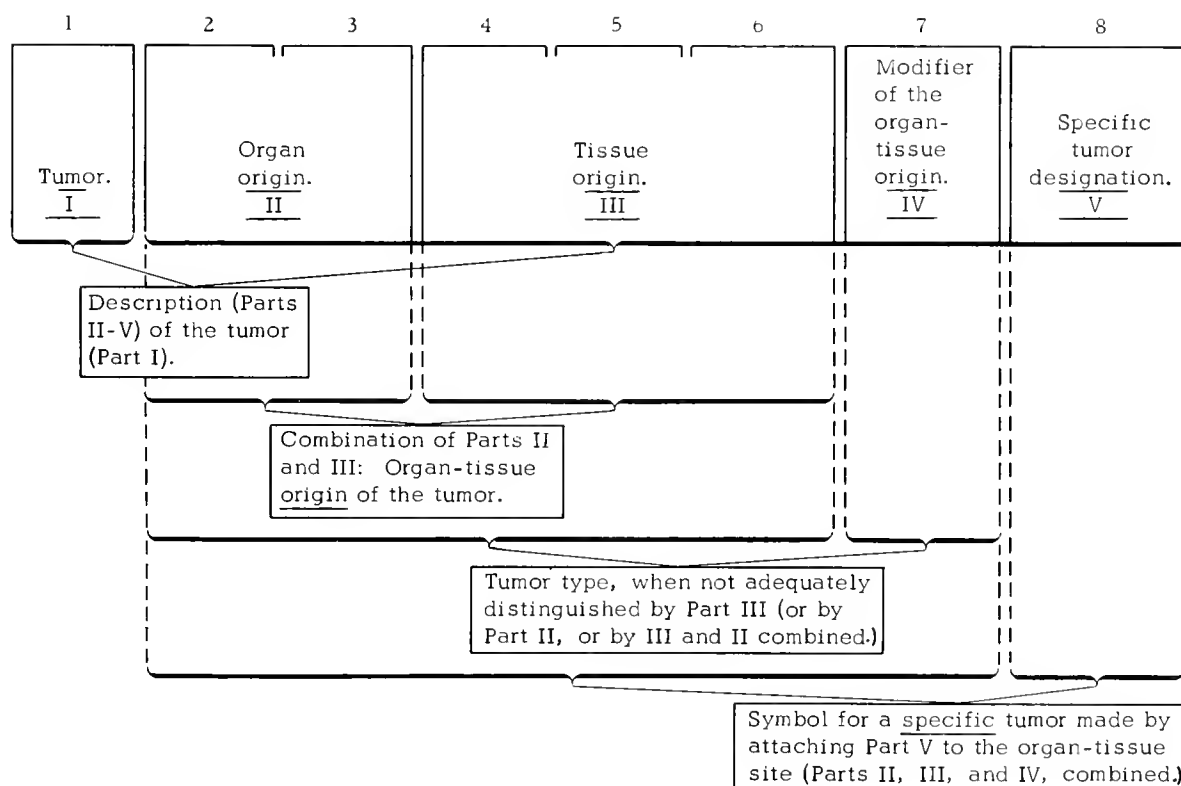 1 2 3 4 5 6 7 8
Tumor.
I
Organ
origin.
II
Tissue
origin.
III
Modifier
of the
organ-
tissue
origin.
IV
Specific
tumor
designation.
V
Description (Parts
II-V) of the tumor
(Part I).
Combination of Parts II
and III: Organ-tissue
origin of the tumor.
Tumor type, when not adequately
distinguished by Part III (or by
Part II, or by III and II combined.)
Symbol for a specific tumor made by
attaching Part V to the organ-tissue
site (Parts II, III, and IV, combined.)